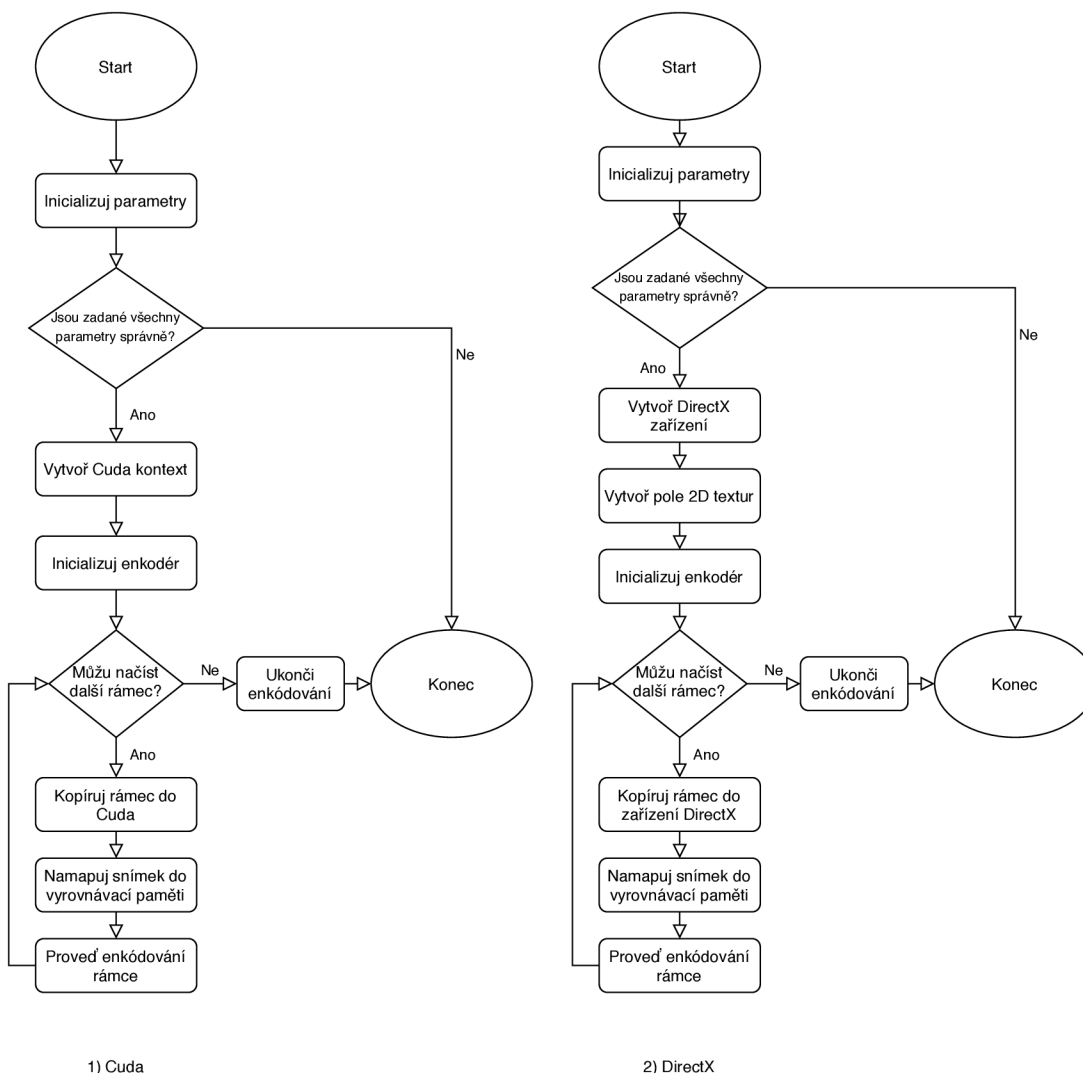 Start
Inicializuj parametry
Jsou zadané všechny
parametry správně?
Ne
Ano
Vytvoř Cuda kontext
Inicializuj enkodér
Můžu načíst
další rámec?
Ne
Ukonči
enkódování
Konec
Ano
Kopíruj rámec do
Cuda
Namapuj snímek do
vyrovnávací paměti
Proveď enkódování
rámce
1) Cuda
Start
Inicializuj parametry
Jsou zadané všechny
parametry správně?
Ne
Ano
Vytvoř DirectX
zařízení
Vytvoř pole 2D textur
Inicializuj enkodér
Můžu načíst
další rámec?
Ne
Ukonči
enkódování
Konec
Ano
Kopíruj rámec do
zařízení DirectX
Namapuj snímek do
vyrovnávací paměti
Proveď enkódování
rámce
2) DirectX